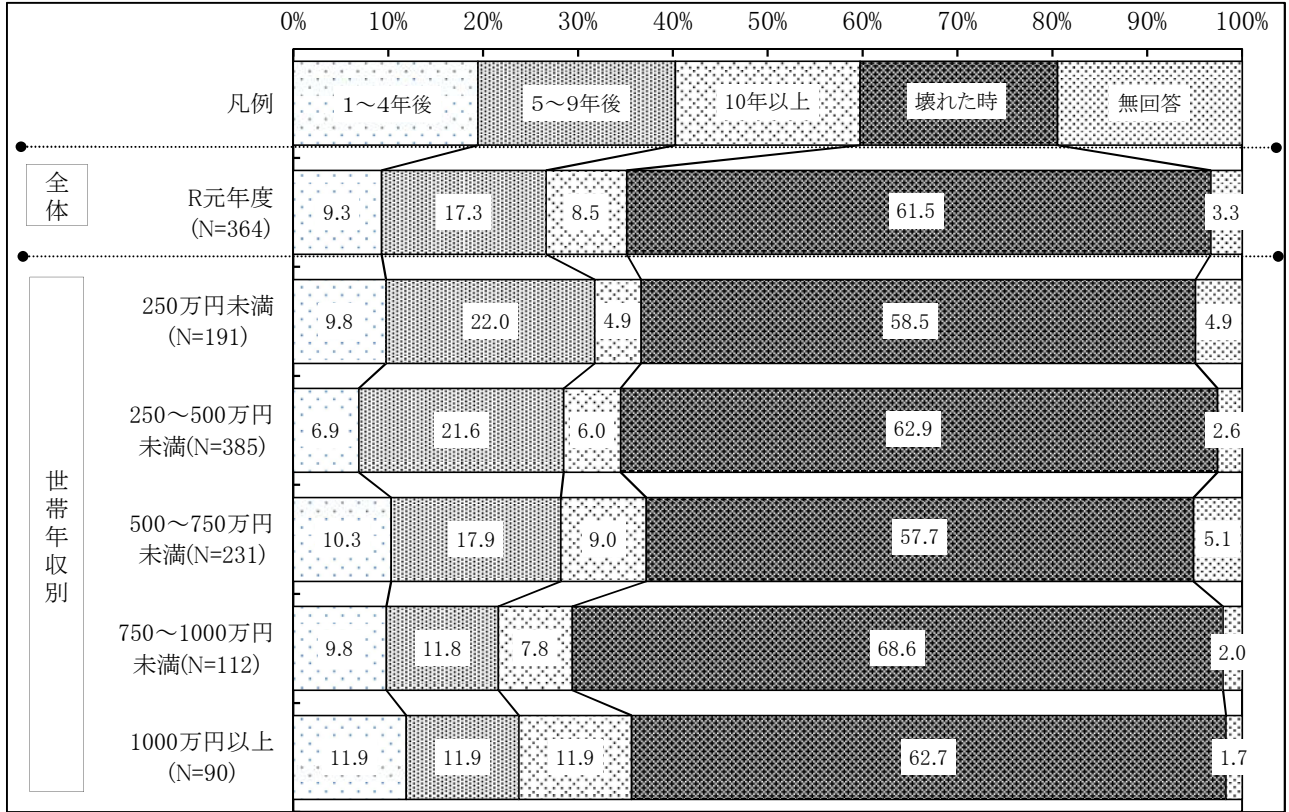 0% 10% 20% 30% 40% 50% 60% 70% 80% 90% 100%
凡例 1～4年後 5～9年後 10年以上 壊れた時 無回答
全体
R元年度
(N=364)
9.3 17.3 8.5 61.5 3.3
世帯年収別
250万円未満
(N=191)
9.8 22.0 4.9 58.5 4.9
250～500万円
未満(N=385)
6.9 21.6 6.0 62.9 2.6
500～750万円
未満(N=231)
10.3 17.9 9.0 57.7 5.1
750～1000万円
未満(N=112)
9.8 11.8 7.8 68.6 2.0
1000万円以上
(N=90)
11.9 11.9 11.9 62.7 1.7